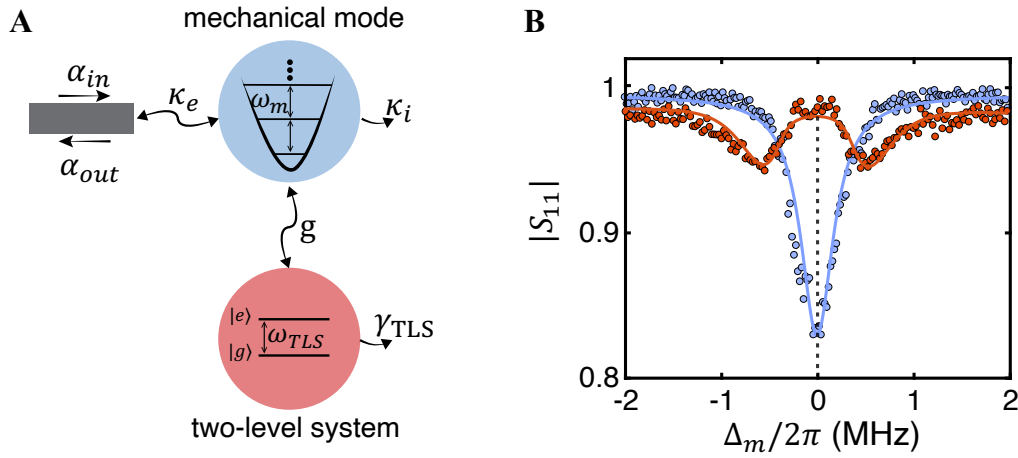 A
mechanical mode
α_in
κ_e
ω_m
κ_i
α_out
g
|e⟩
ω_TLS
γ_TLS
|g⟩
two-level system
B
1
0.9
0.8
|S_11|
-2
-1
0
1
2
Δ_m/2π (MHz)